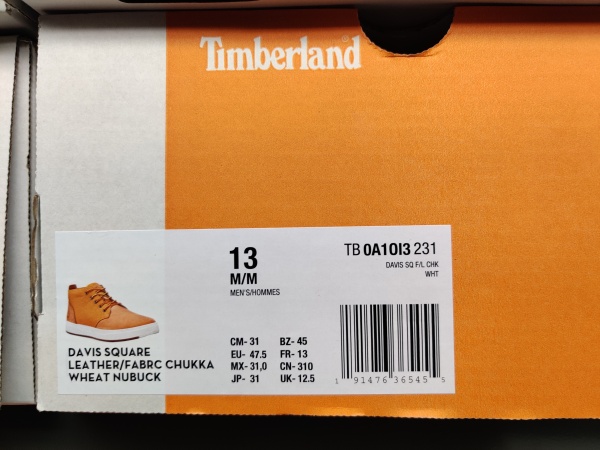 Timberland
13
M/M
MEN'S/HOMMES
TB 0A1OI3 231
DAVIS SQ F/L CHK
WHT
DAVIS SQUARE
LEATHER/FABRC CHUKKA
WHEAT NUBUCK
CM- 31 BZ- 45
EU- 47.5 FR- 13
MX- 31,0 CN- 310
JP- 31 UK- 12.5
1 91476 36545 5